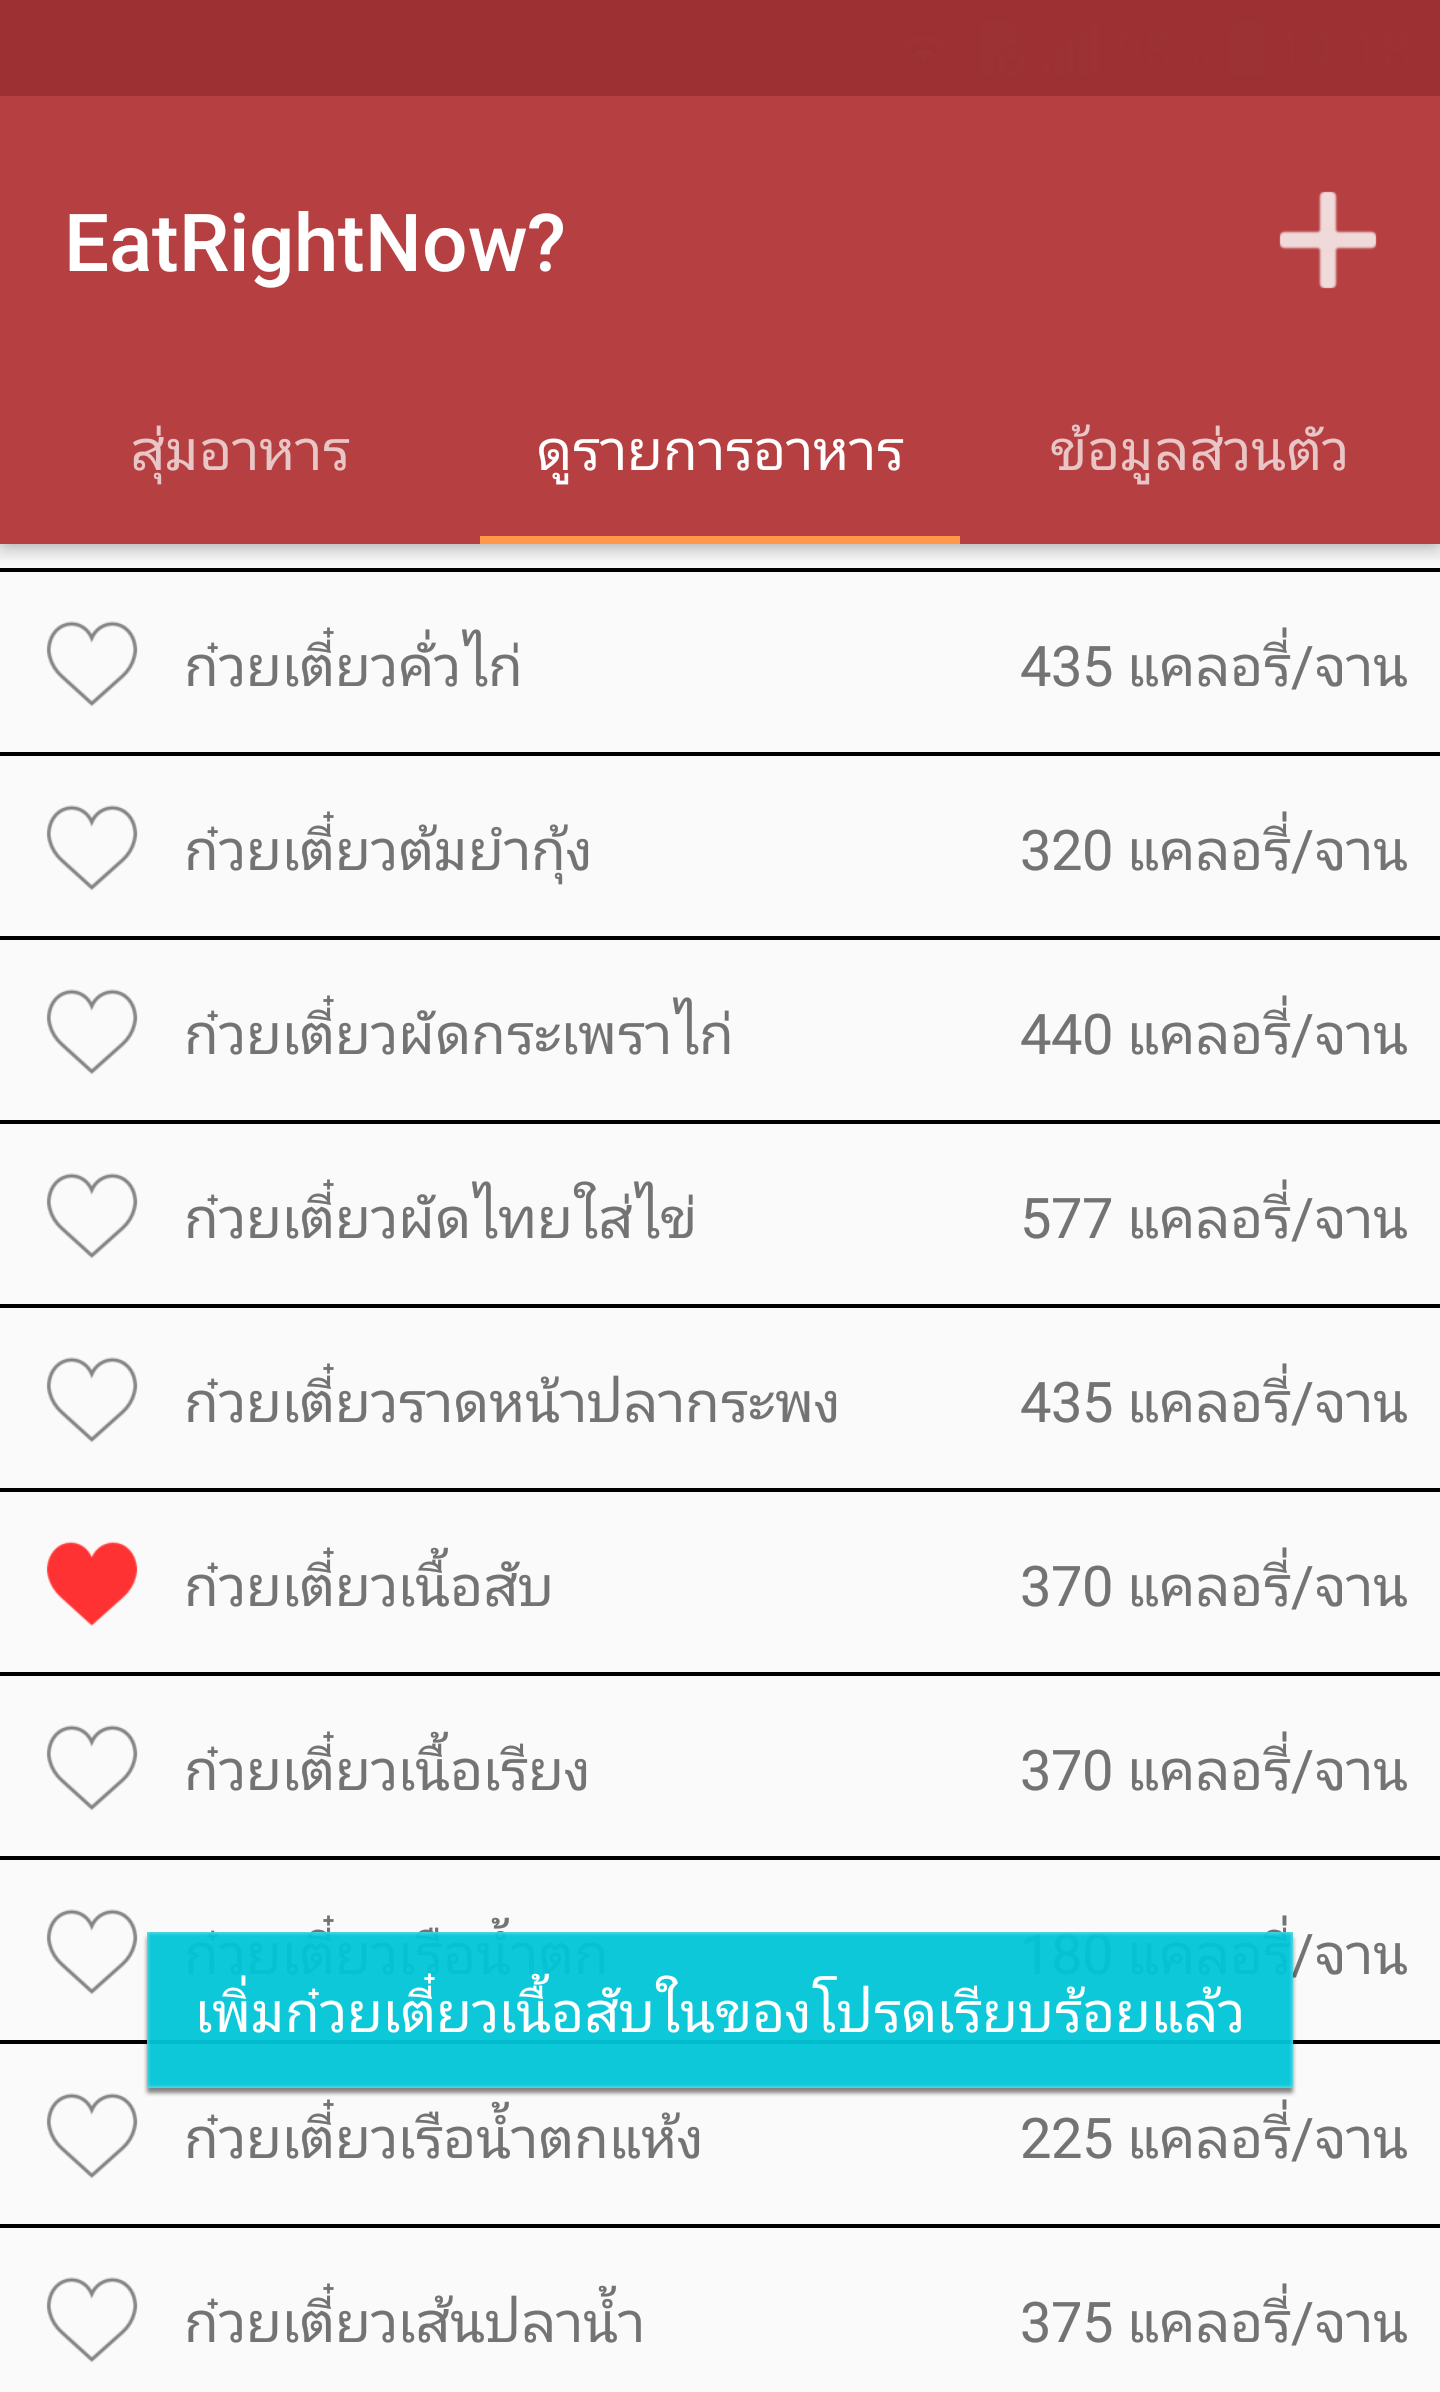 EatRightNow?
สุ่มอาหาร ดูรายการอาหาร ข้อมูลส่วนตัว
ก๋วยเตี๋ยวคั่วไก่ 435 แคลอรี่/จาน
ก๋วยเตี๋ยวต้มยำกุ้ง 320 แคลอรี่/จาน
ก๋วยเตี๋ยวผัดกระเพราไก่ 440 แคลอรี่/จาน
ก๋วยเตี๋ยวผัดไทยใส่ไข่ 577 แคลอรี่/จาน
ก๋วยเตี๋ยวราดหน้าปลากระพง 435 แคลอรี่/จาน
ก๋วยเตี๋ยวเนื้อสับ 370 แคลอรี่/จาน
ก๋วยเตี๋ยวเนื้อเรียง 370 แคลอรี่/จาน
ก๋วยเตี๋ยวเรือน้ำตก 180 แคลอรี่/จาน
เพิ่มก๋วยเตี๋ยวเนื้อสับในของโปรดเรียบร้อยแล้ว
ก๋วยเตี๋ยวเรือน้ำตกแห้ง 225 แคลอรี่/จาน
ก๋วยเตี๋ยวเส้นปลาน้ำ 375 แคลอรี่/จาน